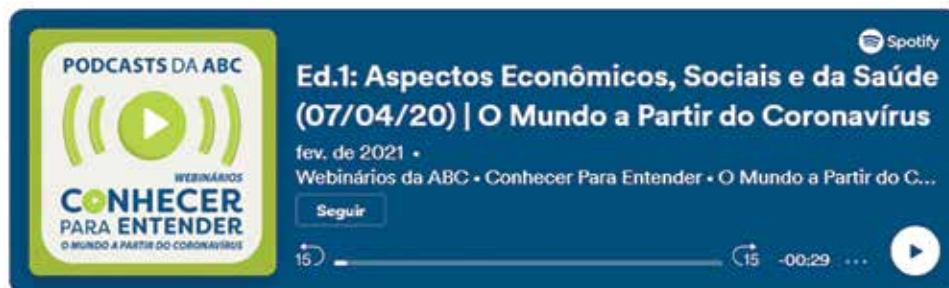 PODCASTS DA ABC
WEBINÁRIOS
CONHECER
PARA ENTENDER
O MUNDO A PARTIR DO CORONAVÍRUS
Spotify
Ed.1: Aspectos Econômicos, Sociais e da Saúde
(07/04/20) | O Mundo a Partir do Coronavírus
fev. de 2021 •
Webinários da ABC • Conhecer Para Entender • O Mundo a Partir do C...
Seguir
15 15 -00:29 ...